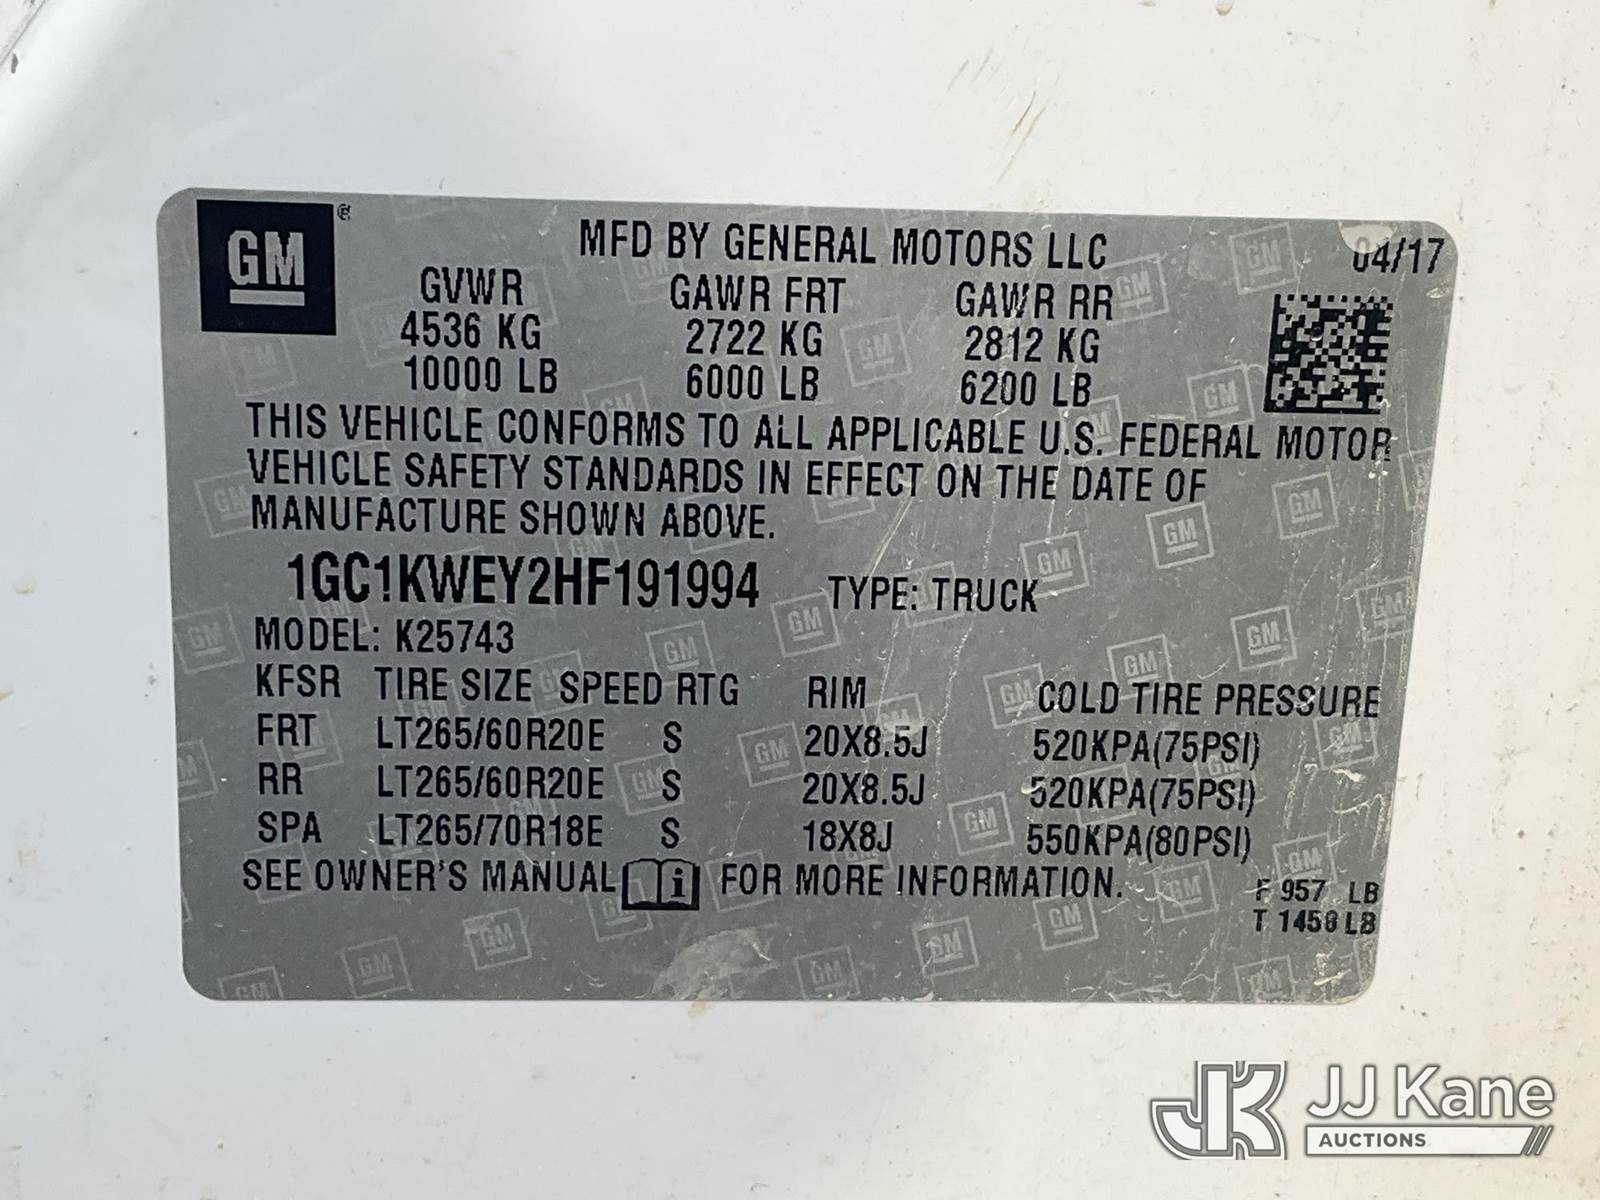 GM®
MFD BY GENERAL MOTORS LLC 04/17
GVWR GAWR FRT GAWR RR
4536 KG 2722 KG 2812 KG
10000 LB 6000 LB 6200 LB
THIS VEHICLE CONFORMS TO ALL APPLICABLE U.S. FEDERAL MOTOR
VEHICLE SAFETY STANDARDS IN EFFECT ON THE DATE OF
MANUFACTURE SHOWN ABOVE.
1GC1KWEY2HF191994 TYPE: TRUCK
MODEL: K25743
KFSR TIRE SIZE SPEED RTG RIM COLD TIRE PRESSURE
FRT LT265/60R20E S 20X8.5J 520KPA(75PSI)
RR LT265/60R20E S 20X8.5J 520KPA(75PSI)
SPA LT265/70R18E S 18X8J 550KPA(80PSI)
SEE OWNER'S MANUAL i FOR MORE INFORMATION.
F 957 LB
T 1458 LB
JK JJ Kane
AUCTIONS